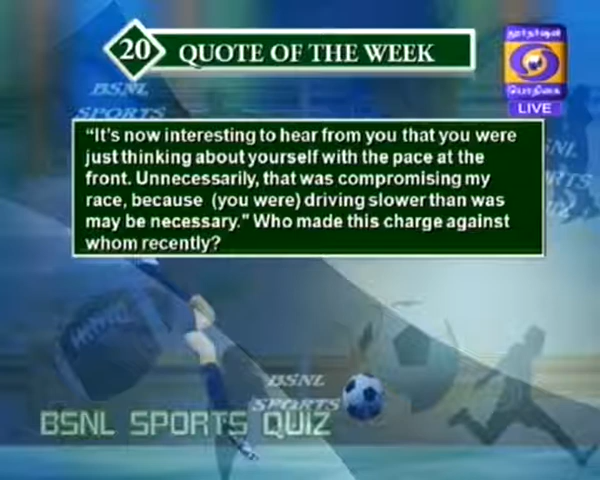 20 QUOTE OF THE WEEK
தூர்தர்ஷன்
பொதிகை
LIVE
BSNL
SPORTS
"It's now interesting to hear from you that you were
just thinking about yourself with the pace at the
front. Unnecessarily, that was compromising my
race, because (you were) driving slower than was
may be necessary." Who made this charge against
whom recently?
BSNL
SPORTS
BSNL SPORTS QUIZ